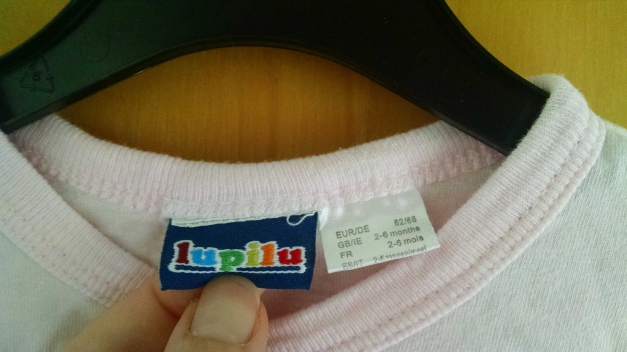 lupilu
EUR/DE 62/68
GB/IE 2-6 months
FR 2-6 mois